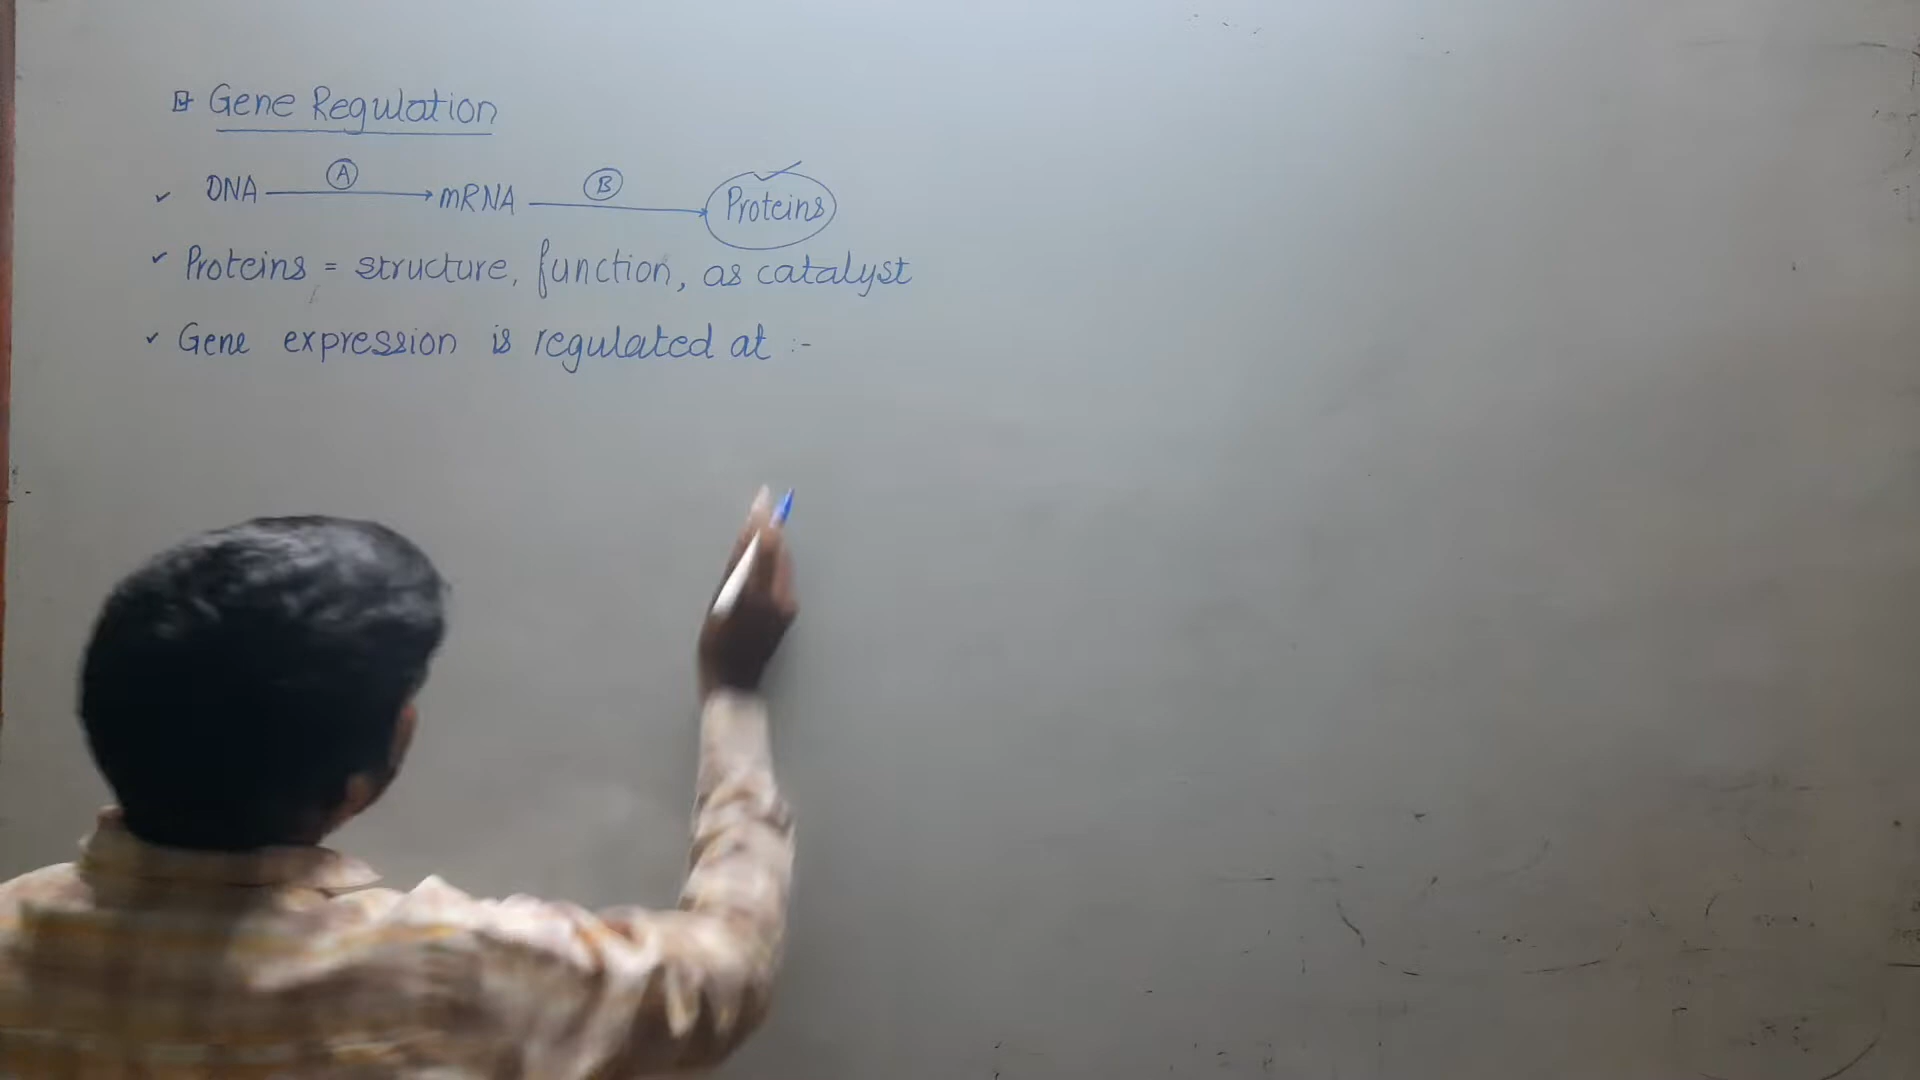 Gene Regulation
DNA → mRNA → Proteins
A B
✓ Proteins = structure, function, as catalyst
✓ Gene expression is regulated at :-